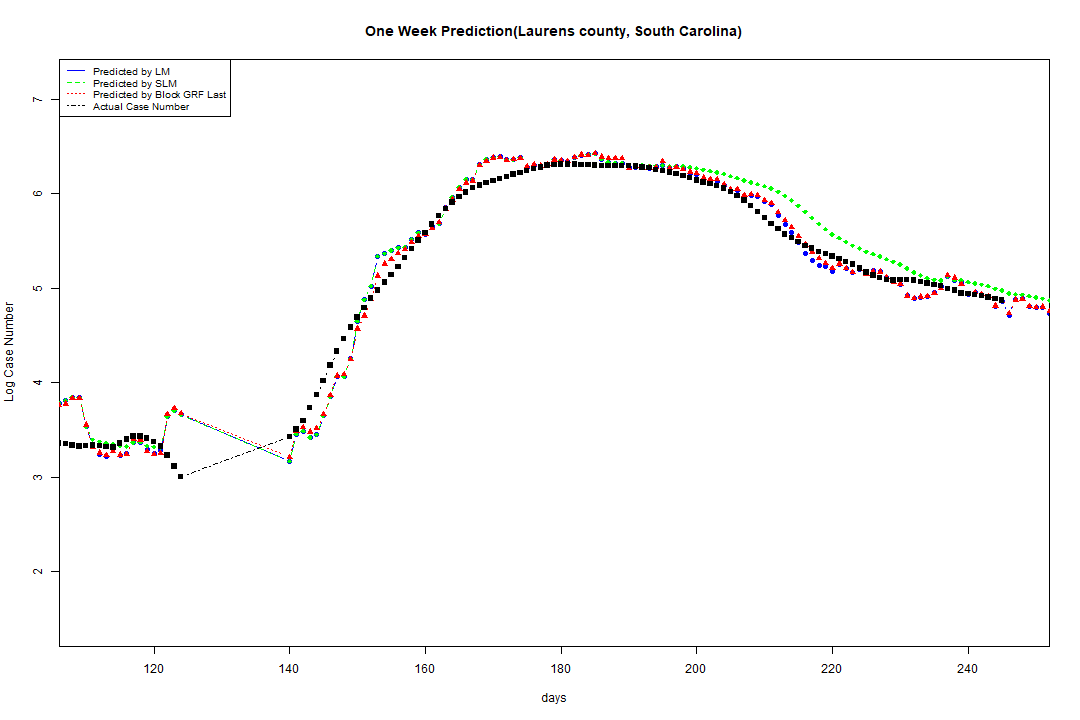 One Week Prediction(Laurens county, South Carolina)
Predicted by LM
Predicted by SLM
Predicted by Block GRF Last
Actual Case Number
7
6
5
4
3
2
Log Case Number
120 140 160 180 200 220 240
days